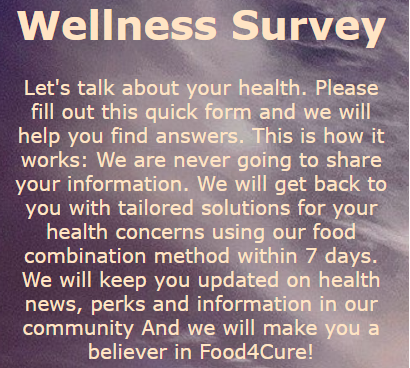 Wellness Survey
Let's talk about your health. Please
fill out this quick form and we will
help you find answers. This is how it
works: We are never going to share
your information. We will get back to
you with tailored solutions for your
health concerns using our food
combination method within 7 days.
We will keep you updated on health
news, perks and information in our
community And we will make you a
believer in Food4Cure!